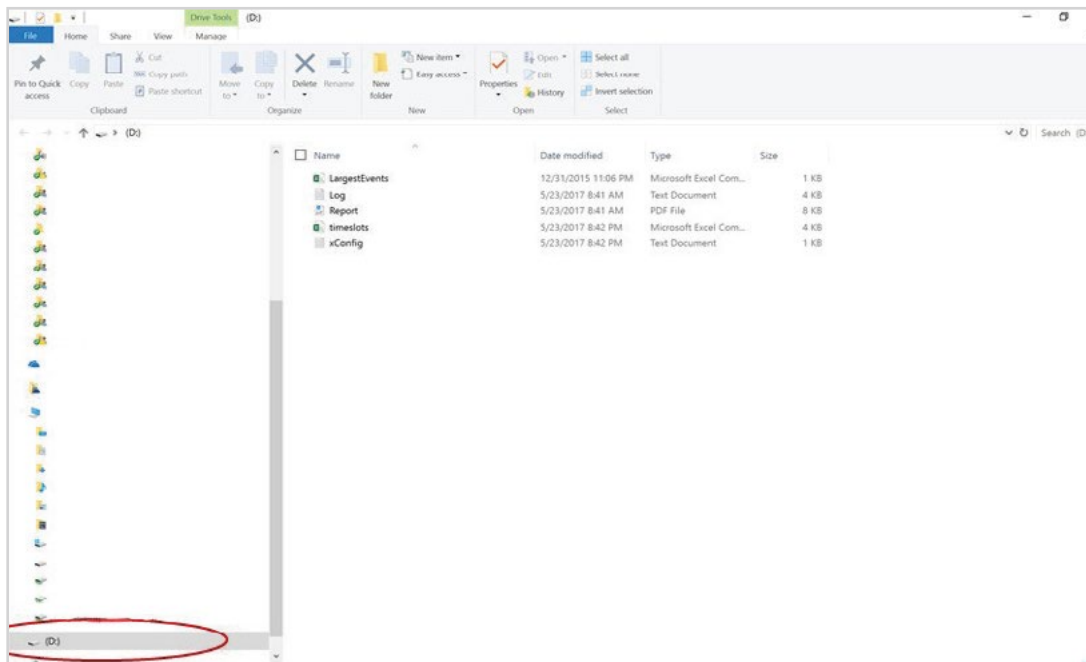 Drive Tools (D:)
File Home Share View Manage
Pin to Quick access
Copy
Paste
Cut
Copy path
Paste shortcut
Clipboard
Move to
Copy to
Delete
Rename
Organize
New folder
New item
Easy access
New
Properties
Open
Edit
History
Open
Select all
Select none
Invert selection
Select
(D:)
Search (D
Name Date modified Type Size
LargestEvents 12/31/2015 11:06 PM Microsoft Excel Com... 1 KB
Log 5/23/2017 8:41 AM Text Document 4 KB
Report 5/23/2017 8:41 AM PDF File 8 KB
timeslots 5/23/2017 8:42 PM Microsoft Excel Com... 4 KB
xConfig 5/23/2017 8:42 PM Text Document 1 KB
(D:)